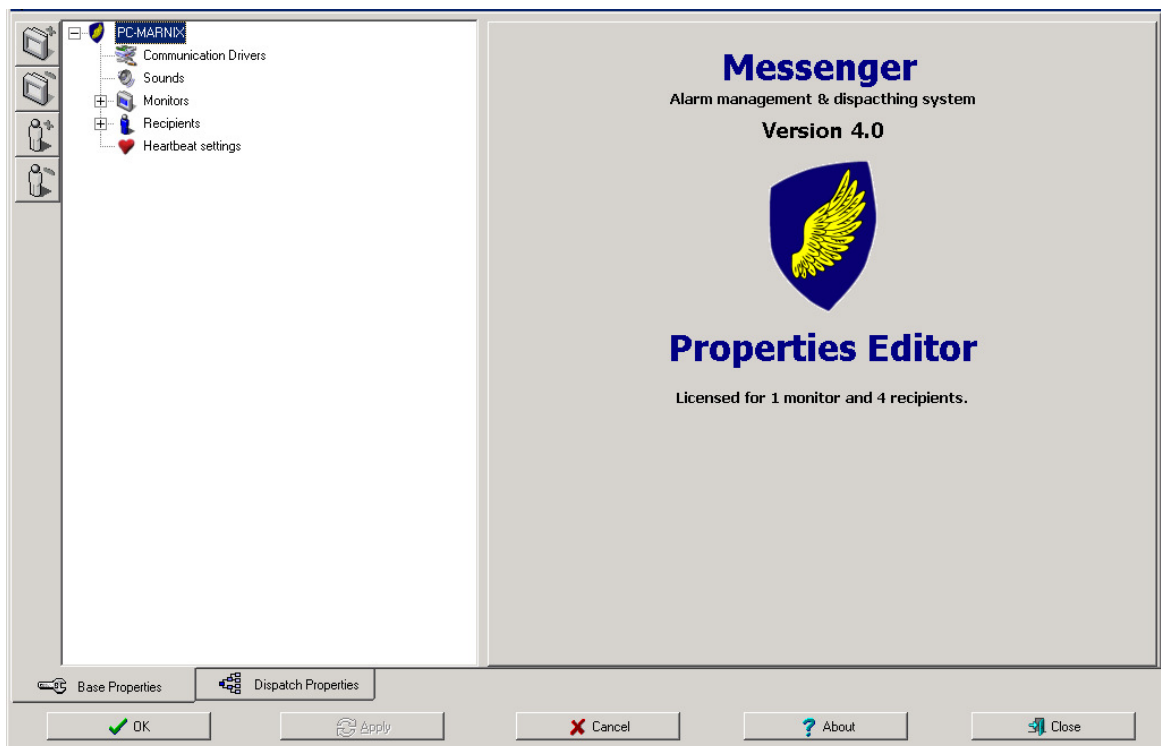 PC-MARNIX
Communication Drivers
Sounds
Monitors
Recipients
Heartbeat settings
Messenger
Alarm management & dispacthing system
Version 4.0
Properties Editor
Licensed for 1 monitor and 4 recipients.
Base Properties
Dispatch Properties
OK
Apply
Cancel
About
Close